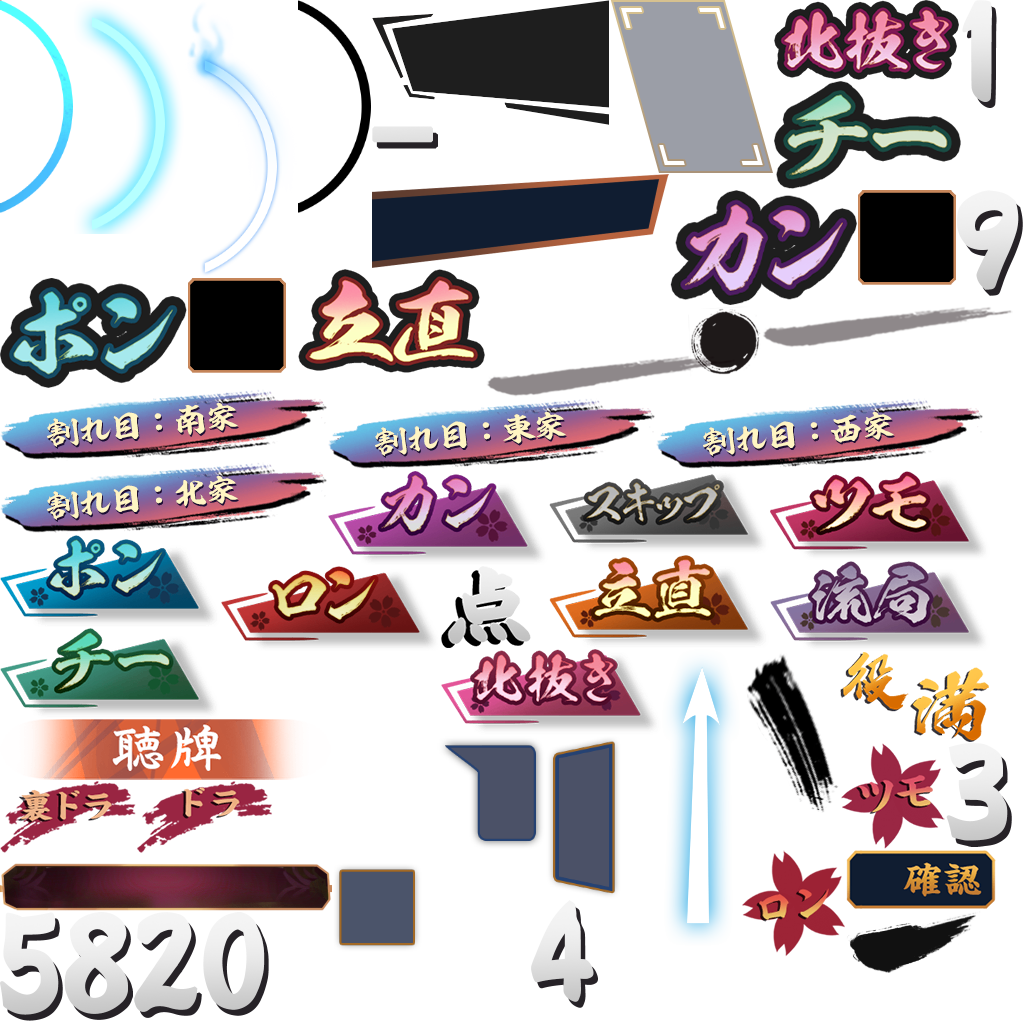 北抜き
1
チー
カン
9
ポン
立直
割れ目：南家
割れ目：東家
割れ目：西家
割れ目：北家
カン
スキップ
ツモ
ポン
ロン
点
立直
流局
チー
北抜き
役満
聴牌
裏ドラ
ドラ
ツモ
3
ロン
確認
5820
4